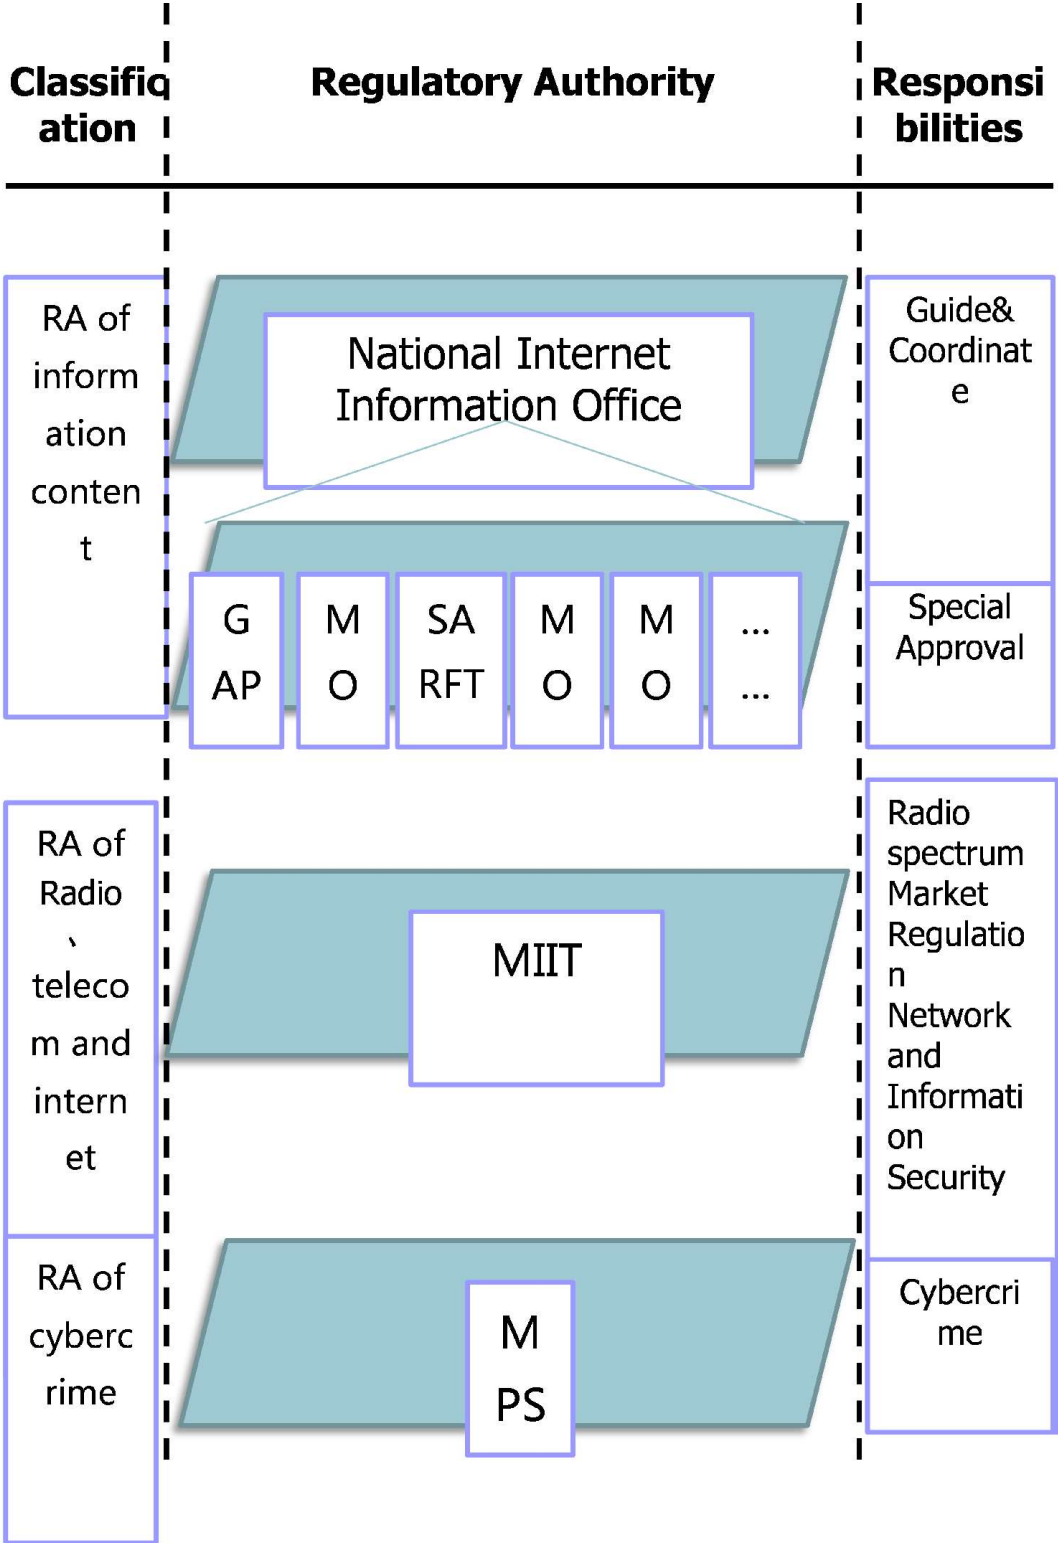 Classific
ation
Regulatory Authority
Responsi
bilities
RA of
inform
ation
conten
t
National Internet
Information Office
Guide&
Coordinat
e
G
AP
M
O
SA
RFT
M
O
M
O
...
...
Special
Approval
RA of
Radio
、
teleco
m and
intern
et
MIIT
Radio
spectrum
Market
Regulatio
n
Network
and
Informati
on
Security
RA of
cyberc
rime
M
PS
Cybercri
me